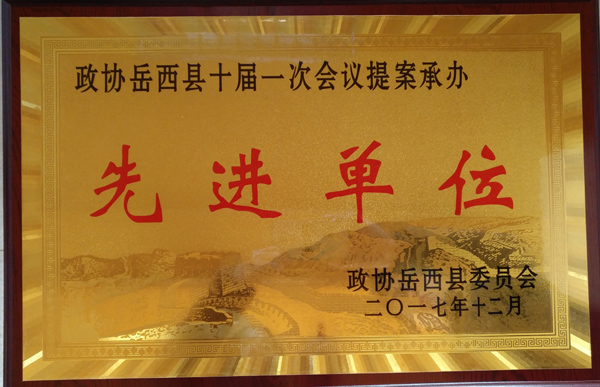 政协岳西县十届一次会议提案承办
先进单位
政协岳西县委员会
二〇一七年十二月